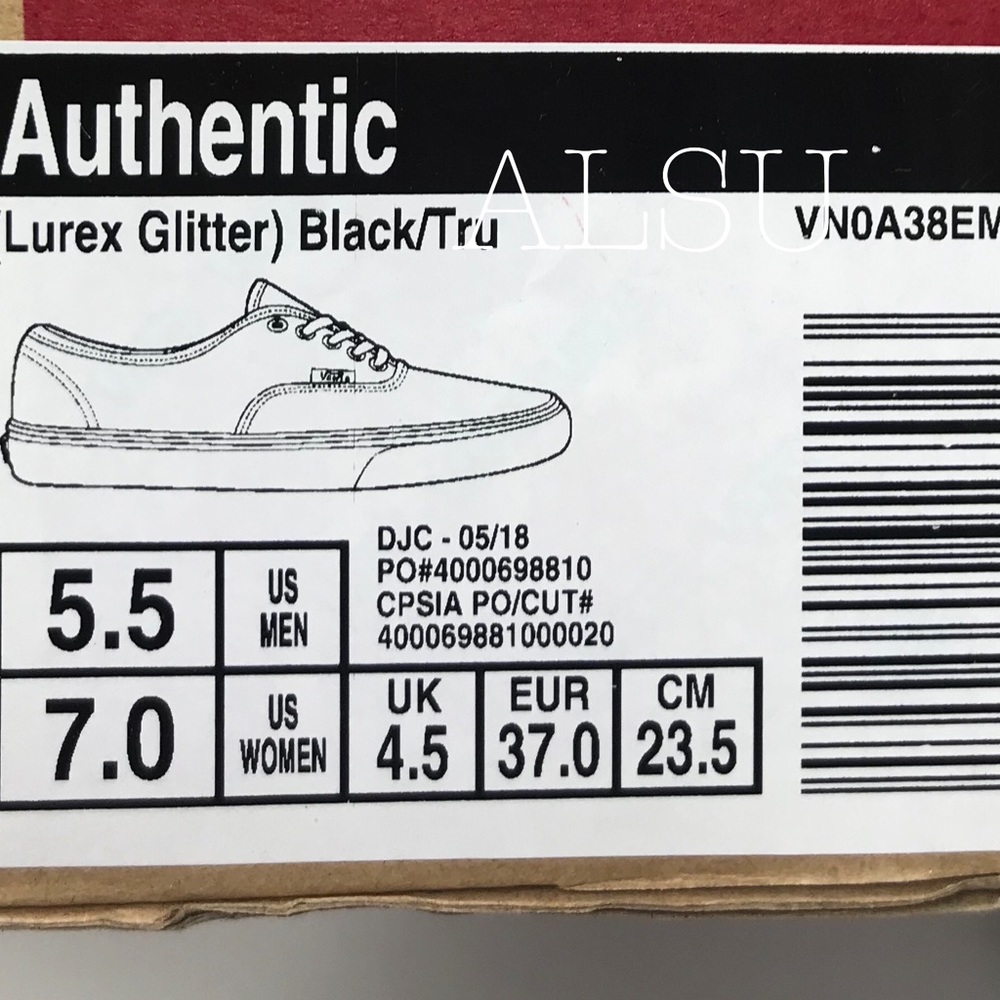 Authentic
ALSU
(Lurex Glitter) Black/Tru
VN0A38EM
VANS
DJC - 05/18
PO#4000698810
CPSIA PO/CUT#
400069881000020
5.5 US MEN
7.0 US WOMEN
UK EUR CM
4.5 37.0 23.5